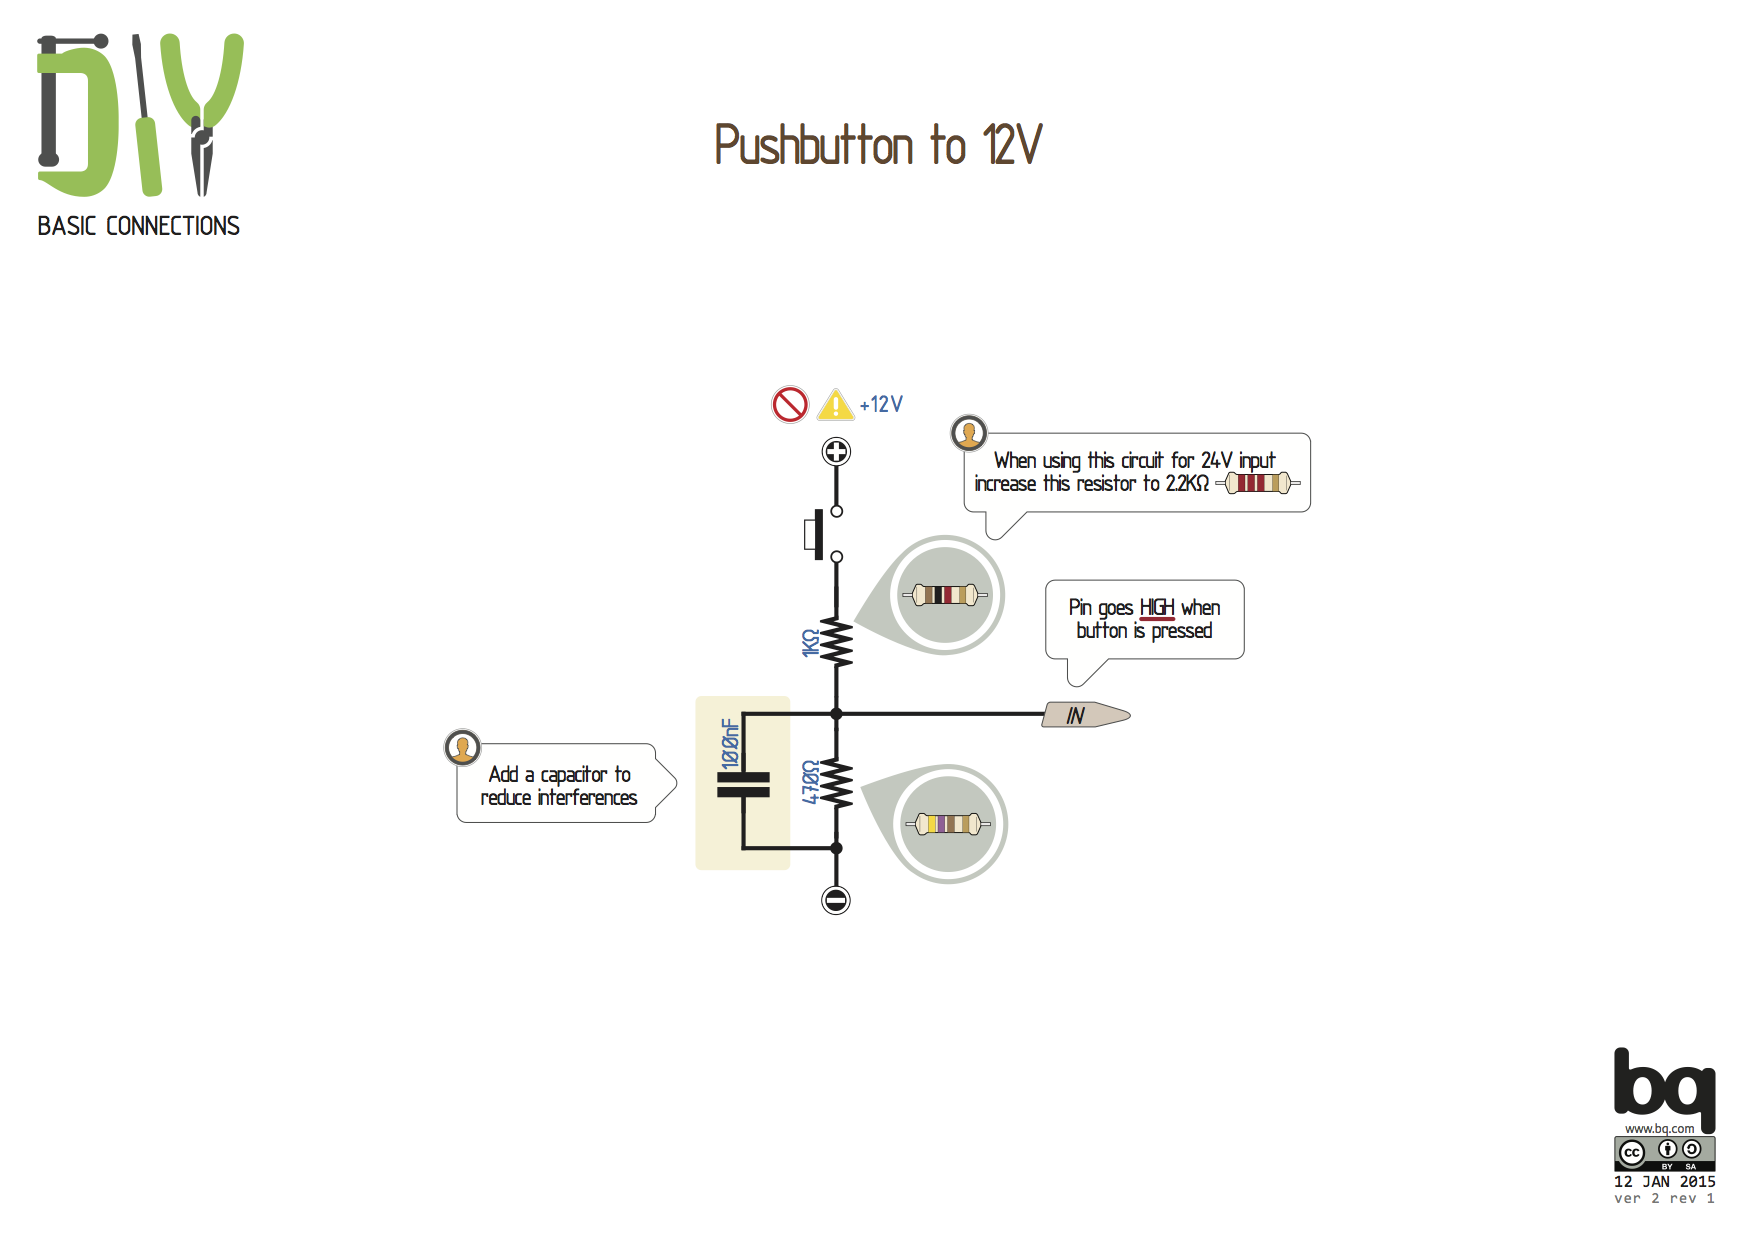 DIY
BASIC CONNECTIONS
Pushbutton to 12V
+12V
When using this circuit for 24V input
increase this resistor to 2.2KΩ
1KΩ
Pin goes HIGH when
button is pressed
IN
100nF
470Ω
Add a capacitor to
reduce interferences
bq
www.bq.com
cc
BY SA
12 JAN 2015
ver 2 rev 1